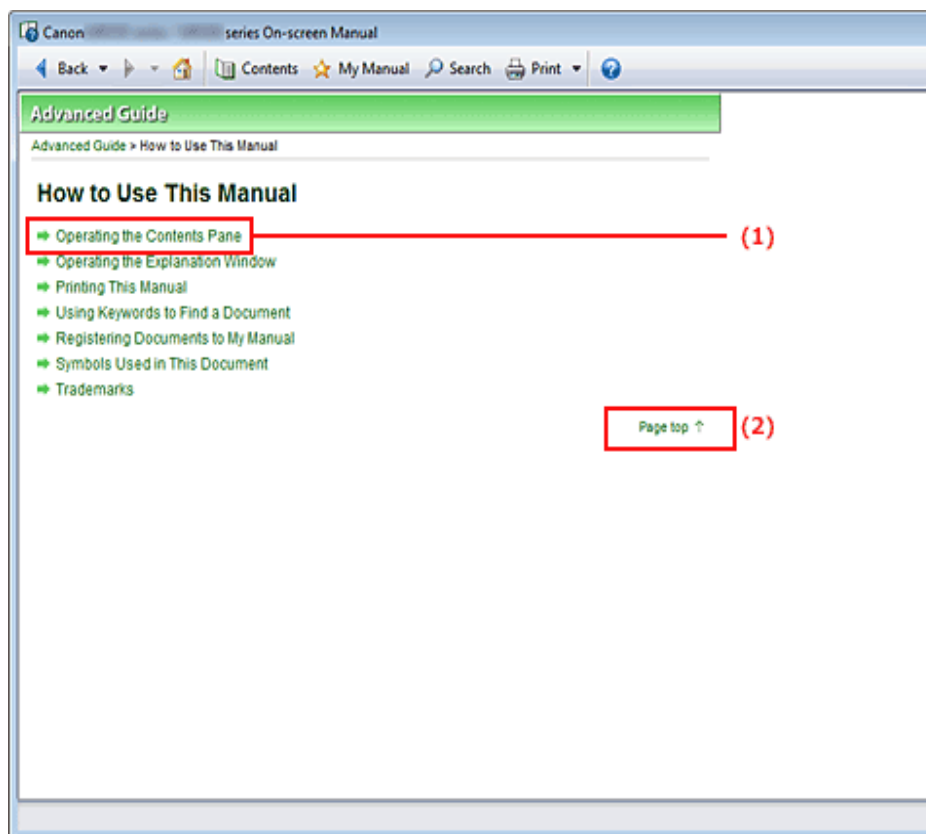 Canon series On-screen Manual
Back Contents My Manual Search Print
Advanced Guide
Advanced Guide > How to Use This Manual
How to Use This Manual
Operating the Contents Pane
(1)
Operating the Explanation Window
Printing This Manual
Using Keywords to Find a Document
Registering Documents to My Manual
Symbols Used in This Document
Trademarks
Page top ↑
(2)